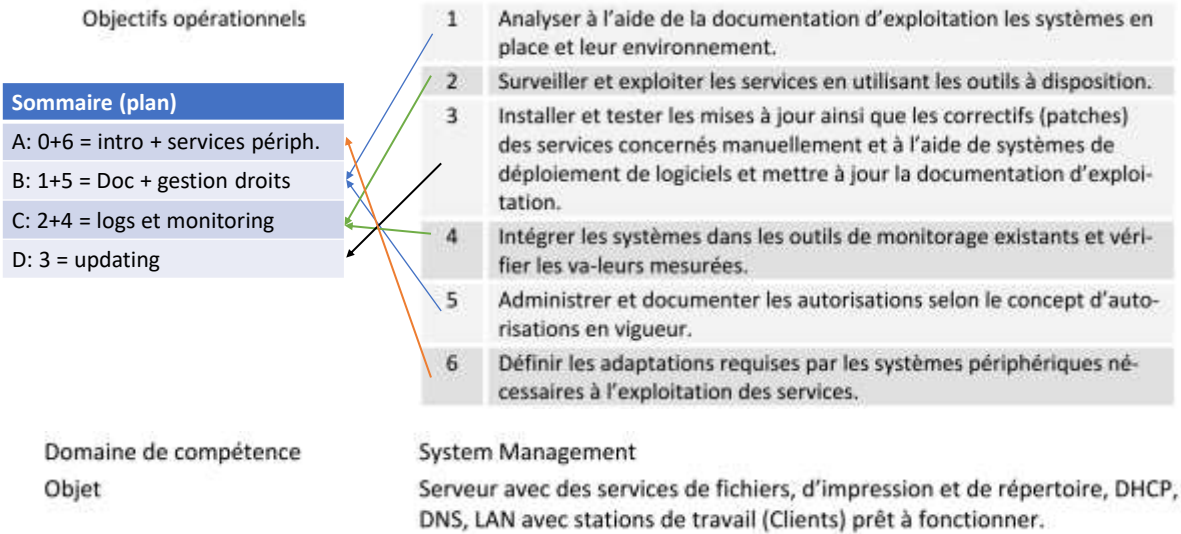 Objectifs opérationnels
1 Analyser à l'aide de la documentation d'exploitation les systèmes en
place et leur environnement.
2 Surveiller et exploiter les services en utilisant les outils à disposition.
3 Installer et tester les mises à jour ainsi que les correctifs (patches)
des services concernés manuellement et à l'aide de systèmes de
déploiement de logiciels et mettre à jour la documentation d'exploi-
tation.
4 Intégrer les systèmes dans les outils de monitorage existants et véri-
fier les va-leurs mesurées.
5 Administrer et documenter les autorisations selon le concept d'auto-
risations en vigueur.
6 Définir les adaptations requises par les systèmes périphériques né-
cessaires à l'exploitation des services.
Sommaire (plan)
A: 0+6 = intro + services périph.
B: 1+5 = Doc + gestion droits
C: 2+4 = logs et monitoring
D: 3 = updating
Domaine de compétence System Management
Objet Serveur avec des services de fichiers, d'impression et de répertoire, DHCP,
DNS, LAN avec stations de travail (Clients) prêt à fonctionner.